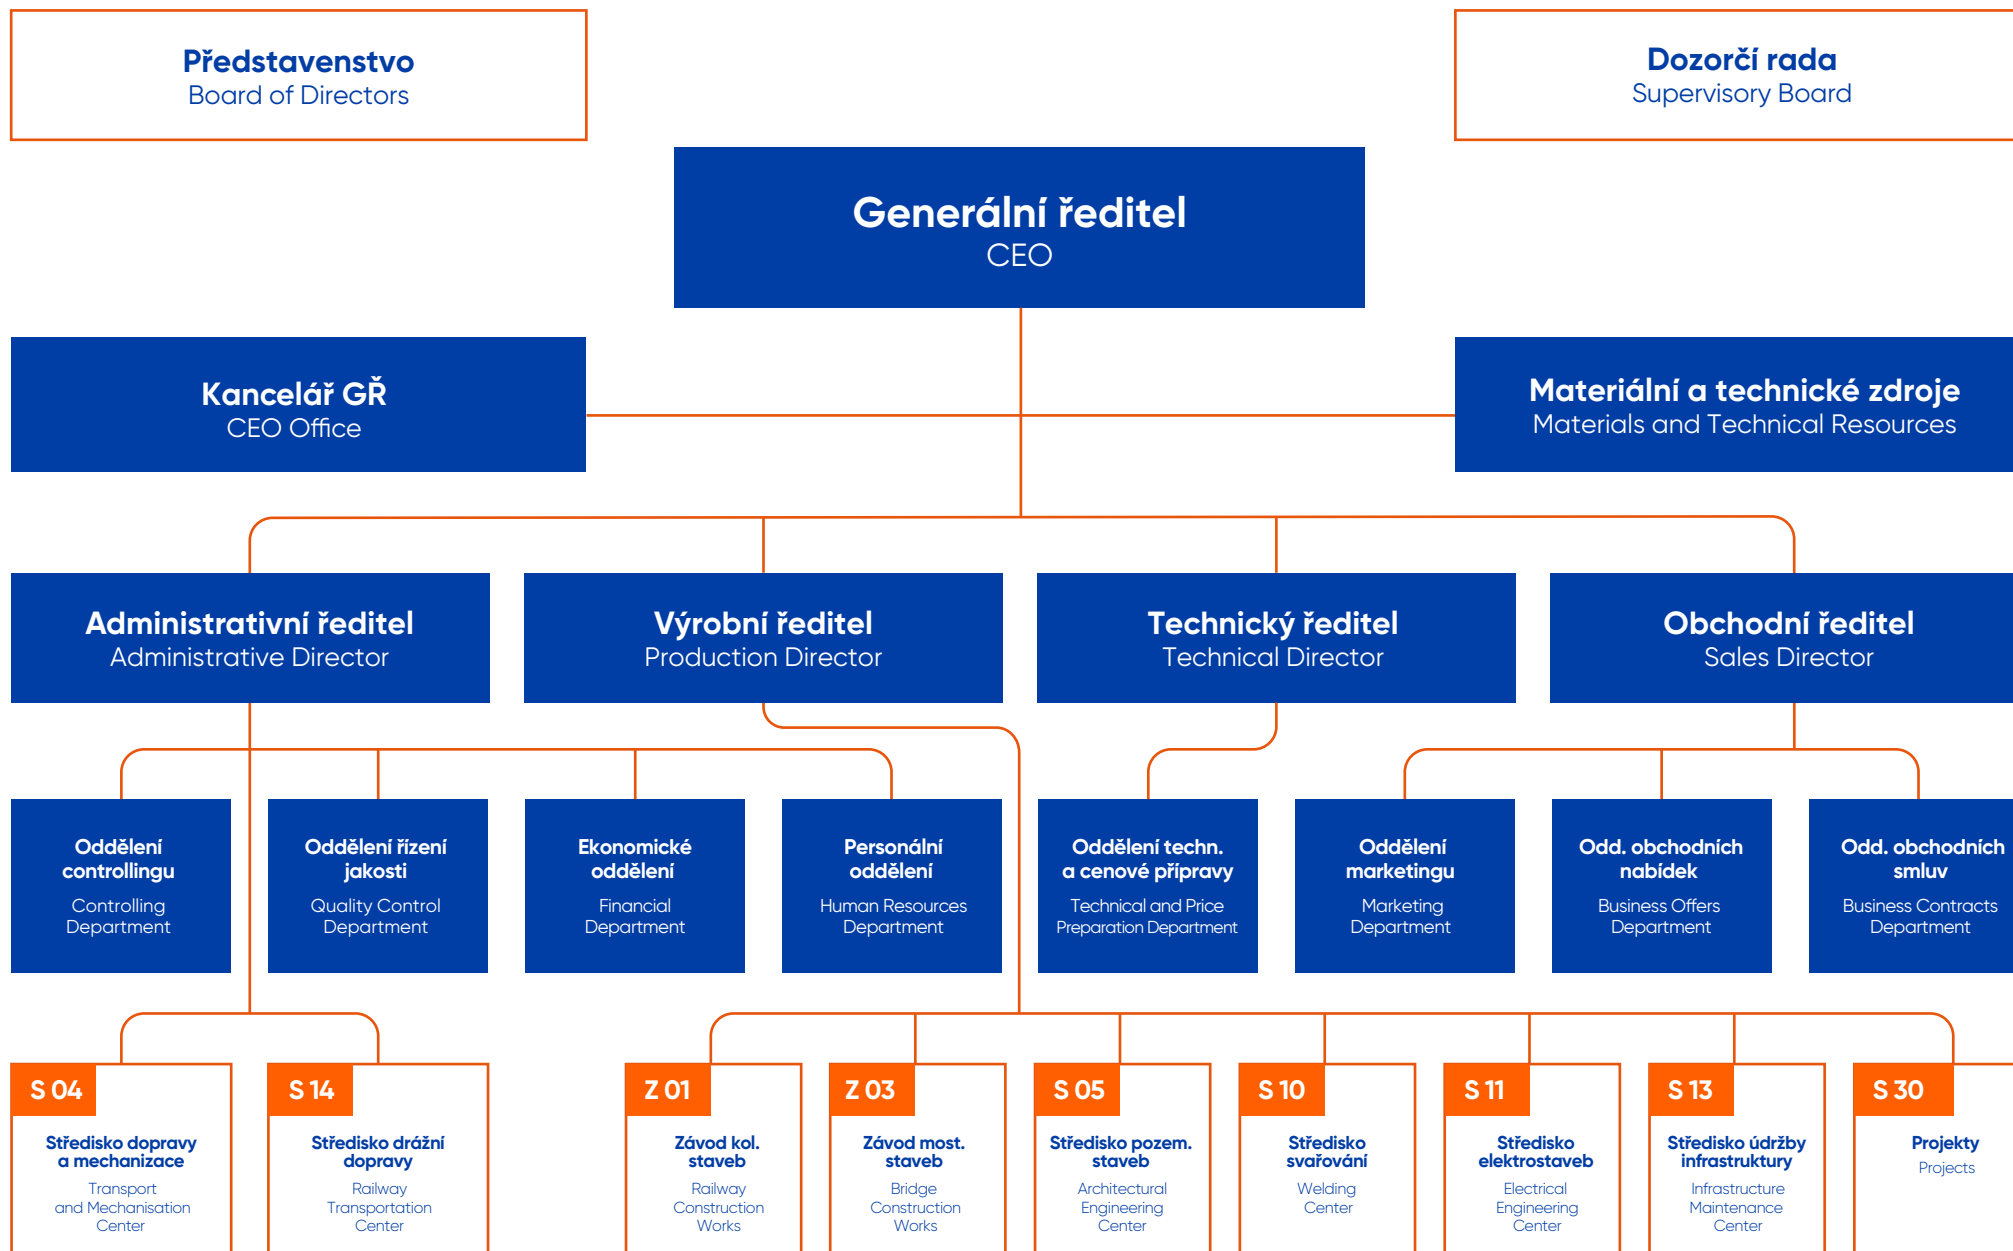 Představenstvo
Board of Directors
Dozorčí rada
Supervisory Board
Generální ředitel
CEO
Kancelář GŘ
CEO Office
Materiální a technické zdroje
Materials and Technical Resources
Administrativní ředitel
Administrative Director
Výrobní ředitel
Production Director
Technický ředitel
Technical Director
Obchodní ředitel
Sales Director
Oddělení
controllingu
Controlling
Department
Oddělení řízení
jakosti
Quality Control
Department
Ekonomické
oddělení
Financial
Department
Personální
oddělení
Human Resources
Department
Oddělení techn.
a cenové přípravy
Technical and Price
Preparation Department
Oddělení
marketingu
Marketing
Department
Odd. obchodních
nabídek
Business Offers
Department
Odd. obchodních
smluv
Business Contracts
Department
S 04
Středisko dopravy
a mechanizace
Transport
and Mechanisation
Center
S 14
Středisko drážní
dopravy
Railway
Transportation
Center
Z 01
Závod kol.
staveb
Railway
Construction
Works
Z 03
Závod most.
staveb
Bridge
Construction
Works
S 05
Středisko pozem.
staveb
Architectural
Engineering
Center
S 10
Středisko
svařování
Welding
Center
S 11
Středisko
elektrostaveb
Electrical
Engineering
Center
S 13
Středisko údržby
infrastruktury
Infrastructure
Maintenance
Center
S 30
Projekty
Projects